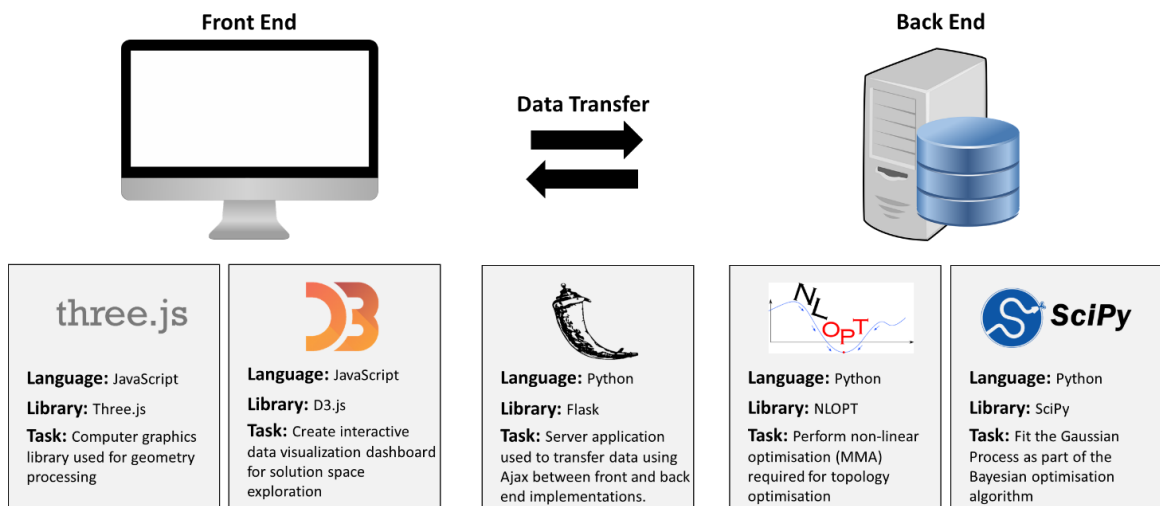 Front End
Back End
Data Transfer
three.js
Language: JavaScript
Library: Three.js
Task: Computer graphics
library used for geometry
processing
D3
Language: JavaScript
Library: D3.js
Task: Create interactive
data visualization dashboard
for solution space
exploration
Language: Python
Library: Flask
Task: Server application
used to transfer data using
Ajax between front and back
end implementations.
NL
OPT
Language: Python
Library: NLOPT
Task: Perform non-linear
optimisation (MMA)
required for topology
optimisation
SciPy
Language: Python
Library: SciPy
Task: Fit the Gaussian
Process as part of the
Bayesian optimisation
algorithm